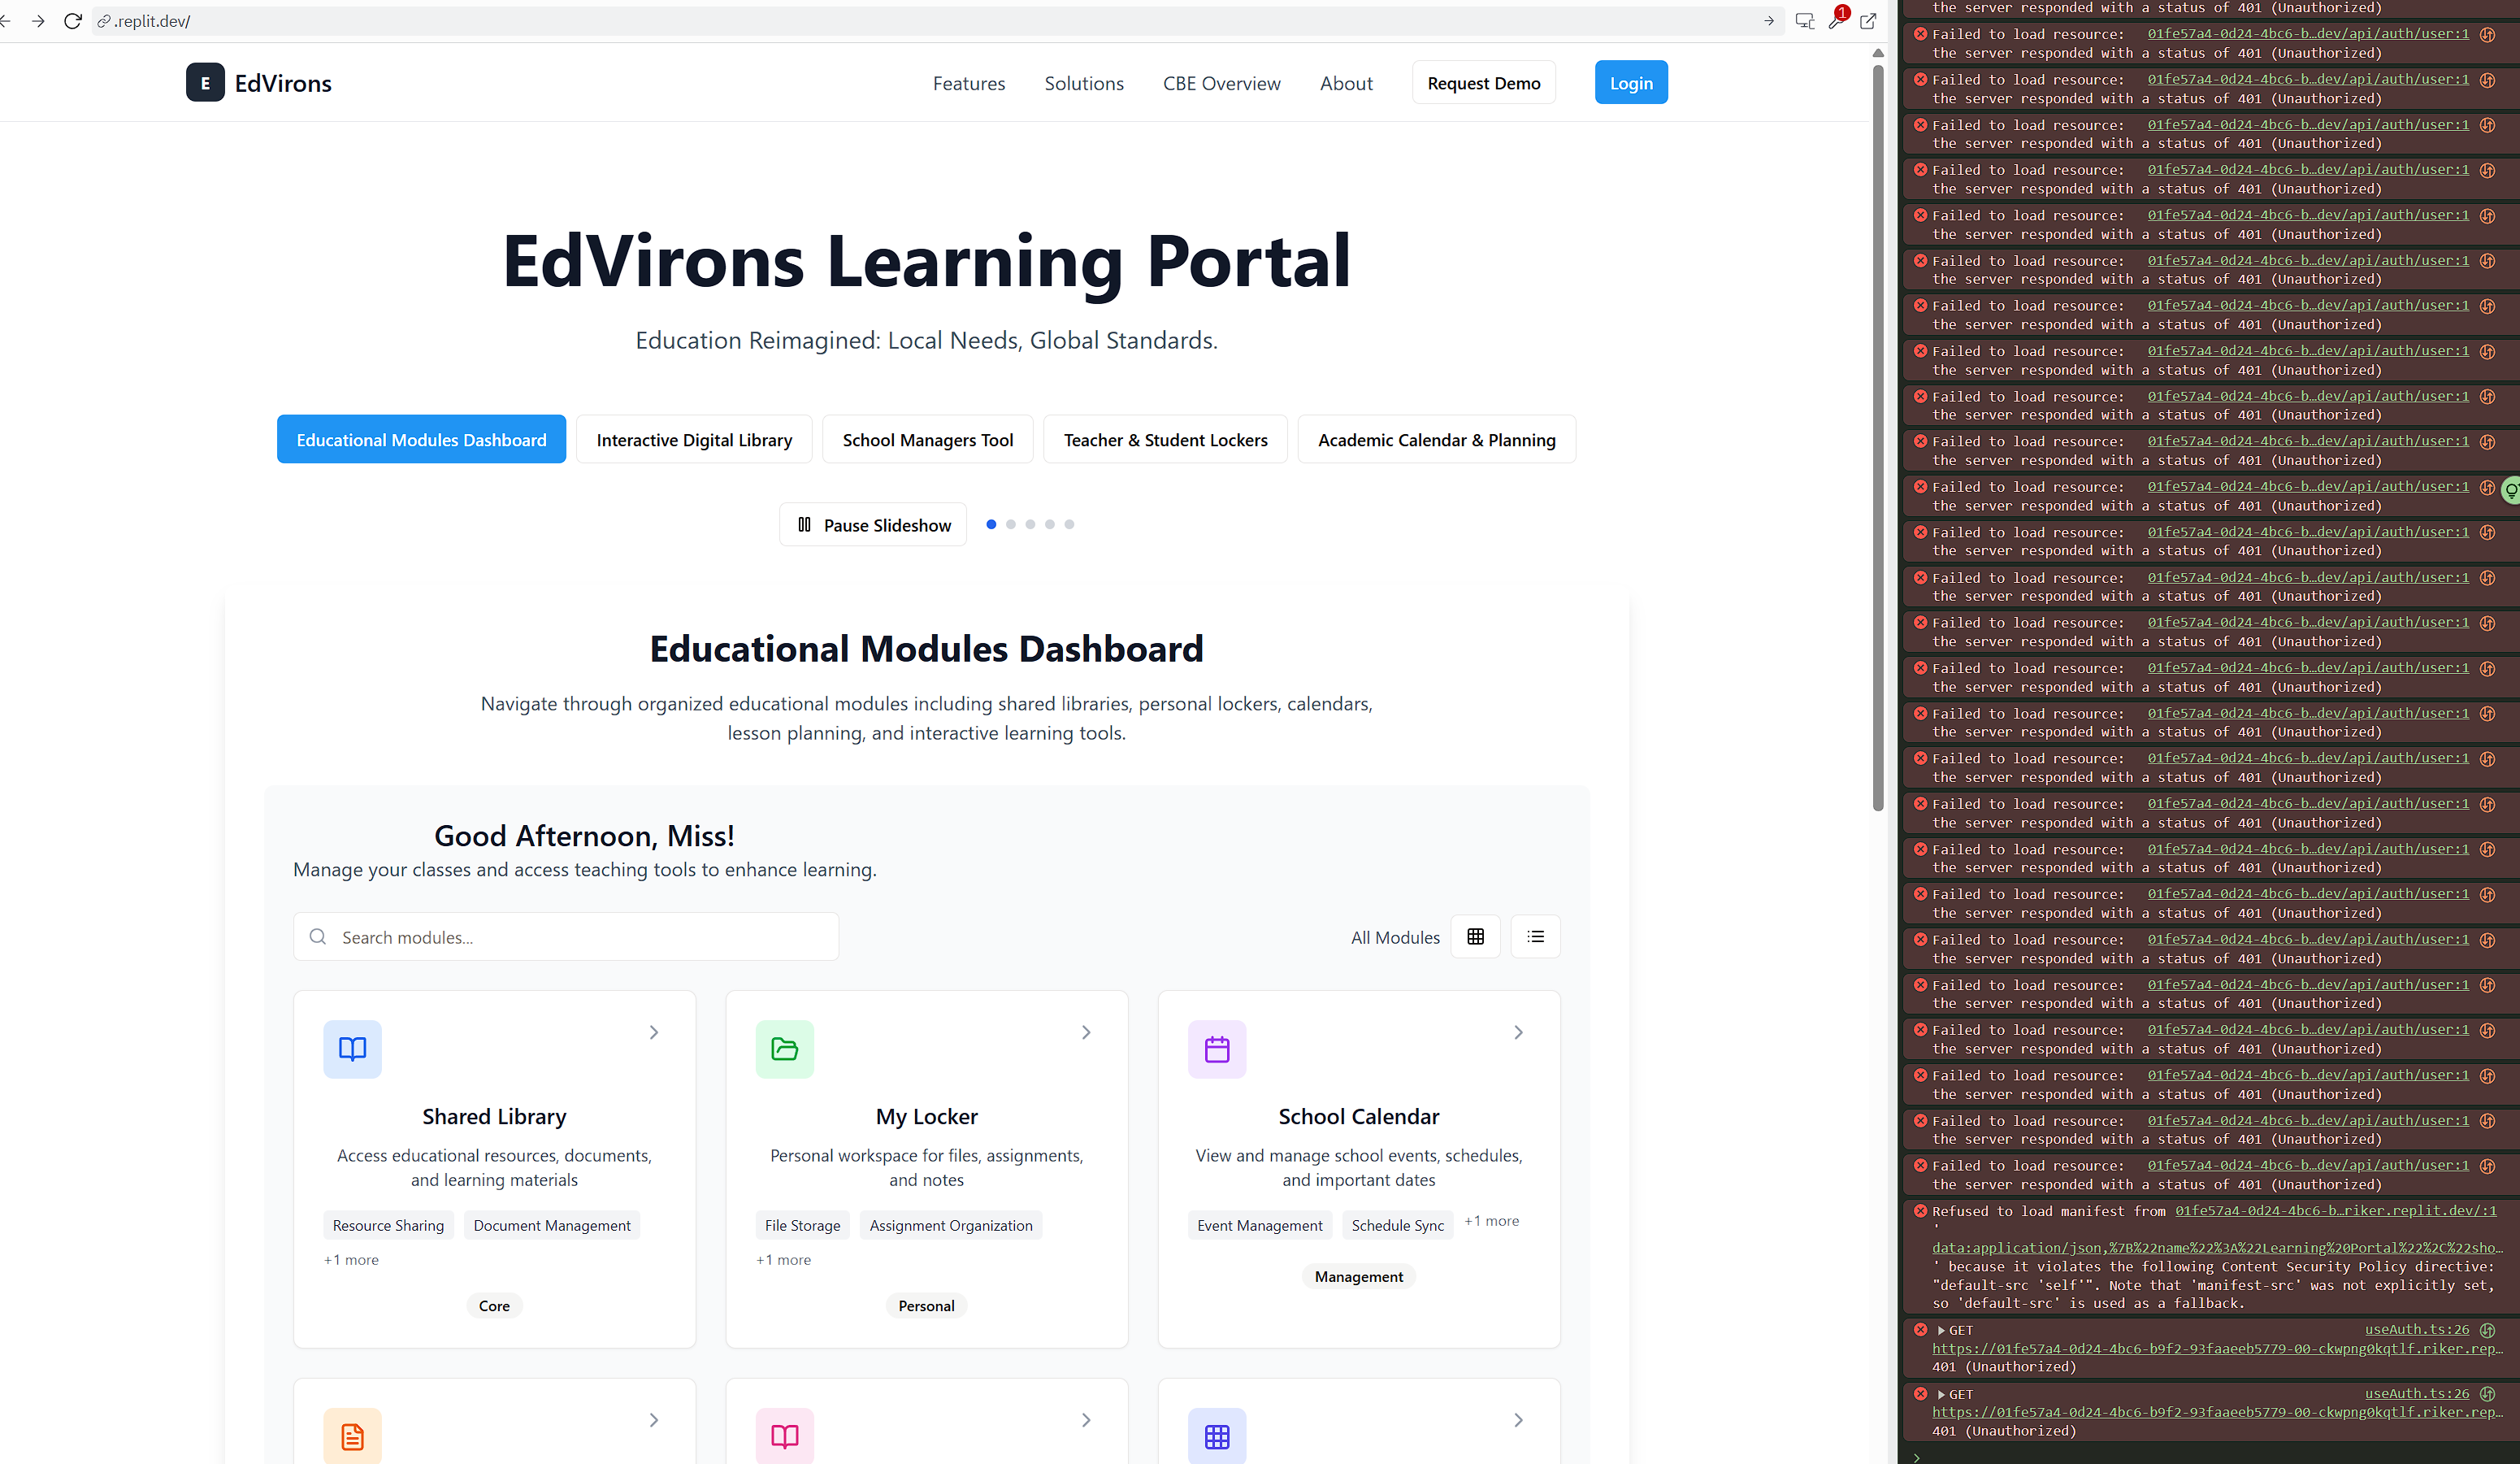 .replit.dev/
1
E
EdVirons
Features
Solutions
CBE Overview
About
Request Demo
Login
EdVirons Learning Portal
Education Reimagined: Local Needs, Global Standards.
Educational Modules Dashboard
Interactive Digital Library
School Managers Tool
Teacher & Student Lockers
Academic Calendar & Planning
Pause Slideshow
Educational Modules Dashboard
Navigate through organized educational modules including shared libraries, personal lockers, calendars,
lesson planning, and interactive learning tools.
Good Afternoon, Miss!
Manage your classes and access teaching tools to enhance learning.
Search modules...
All Modules
Shared Library
Access educational resources, documents,
and learning materials
Resource Sharing
Document Management
+1 more
Core
My Locker
Personal workspace for files, assignments,
and notes
File Storage
Assignment Organization
+1 more
Personal
School Calendar
View and manage school events, schedules,
and important dates
Event Management
Schedule Sync
+1 more
Management
the server responded with a status of 401 (Unauthorized)
Failed to load resource: 01fe57a4-0d24-4bc6-b…dev/api/auth/user:1
the server responded with a status of 401 (Unauthorized)
Failed to load resource: 01fe57a4-0d24-4bc6-b…dev/api/auth/user:1
the server responded with a status of 401 (Unauthorized)
Failed to load resource: 01fe57a4-0d24-4bc6-b…dev/api/auth/user:1
the server responded with a status of 401 (Unauthorized)
Failed to load resource: 01fe57a4-0d24-4bc6-b…dev/api/auth/user:1
the server responded with a status of 401 (Unauthorized)
Failed to load resource: 01fe57a4-0d24-4bc6-b…dev/api/auth/user:1
the server responded with a status of 401 (Unauthorized)
Failed to load resource: 01fe57a4-0d24-4bc6-b…dev/api/auth/user:1
the server responded with a status of 401 (Unauthorized)
Failed to load resource: 01fe57a4-0d24-4bc6-b…dev/api/auth/user:1
the server responded with a status of 401 (Unauthorized)
Failed to load resource: 01fe57a4-0d24-4bc6-b…dev/api/auth/user:1
the server responded with a status of 401 (Unauthorized)
Failed to load resource: 01fe57a4-0d24-4bc6-b…dev/api/auth/user:1
the server responded with a status of 401 (Unauthorized)
Failed to load resource: 01fe57a4-0d24-4bc6-b…dev/api/auth/user:1
the server responded with a status of 401 (Unauthorized)
Failed to load resource: 01fe57a4-0d24-4bc6-b…dev/api/auth/user:1
the server responded with a status of 401 (Unauthorized)
Failed to load resource: 01fe57a4-0d24-4bc6-b…dev/api/auth/user:1
the server responded with a status of 401 (Unauthorized)
Failed to load resource: 01fe57a4-0d24-4bc6-b…dev/api/auth/user:1
the server responded with a status of 401 (Unauthorized)
Failed to load resource: 01fe57a4-0d24-4bc6-b…dev/api/auth/user:1
the server responded with a status of 401 (Unauthorized)
Failed to load resource: 01fe57a4-0d24-4bc6-b…dev/api/auth/user:1
the server responded with a status of 401 (Unauthorized)
Failed to load resource: 01fe57a4-0d24-4bc6-b…dev/api/auth/user:1
the server responded with a status of 401 (Unauthorized)
Failed to load resource: 01fe57a4-0d24-4bc6-b…dev/api/auth/user:1
the server responded with a status of 401 (Unauthorized)
Failed to load resource: 01fe57a4-0d24-4bc6-b…dev/api/auth/user:1
the server responded with a status of 401 (Unauthorized)
Failed to load resource: 01fe57a4-0d24-4bc6-b…dev/api/auth/user:1
the server responded with a status of 401 (Unauthorized)
Failed to load resource: 01fe57a4-0d24-4bc6-b…dev/api/auth/user:1
the server responded with a status of 401 (Unauthorized)
Failed to load resource: 01fe57a4-0d24-4bc6-b…dev/api/auth/user:1
the server responded with a status of 401 (Unauthorized)
Failed to load resource: 01fe57a4-0d24-4bc6-b…dev/api/auth/user:1
the server responded with a status of 401 (Unauthorized)
Failed to load resource: 01fe57a4-0d24-4bc6-b…dev/api/auth/user:1
the server responded with a status of 401 (Unauthorized)
Failed to load resource: 01fe57a4-0d24-4bc6-b…dev/api/auth/user:1
the server responded with a status of 401 (Unauthorized)
Failed to load resource: 01fe57a4-0d24-4bc6-b…dev/api/auth/user:1
the server responded with a status of 401 (Unauthorized)
Failed to load resource: 01fe57a4-0d24-4bc6-b…dev/api/auth/user:1
the server responded with a status of 401 (Unauthorized)
Refused to load manifest from 01fe57a4-0d24-4bc6-b…riker.replit.dev/:1
'
data:application/json,%7B%22name%22%3A%22Learning%20Portal%22%2C%22sho…
' because it violates the following Content Security Policy directive:
"default-src 'self'". Note that 'manifest-src' was not explicitly set,
so 'default-src' is used as a fallback.
GET useAuth.ts:26
https://01fe57a4-0d24-4bc6-b9f2-93faaeeb5779-00-ckwpng0kqtlf.riker.rep…
401 (Unauthorized)
GET useAuth.ts:26
https://01fe57a4-0d24-4bc6-b9f2-93faaeeb5779-00-ckwpng0kqtlf.riker.rep…
401 (Unauthorized)